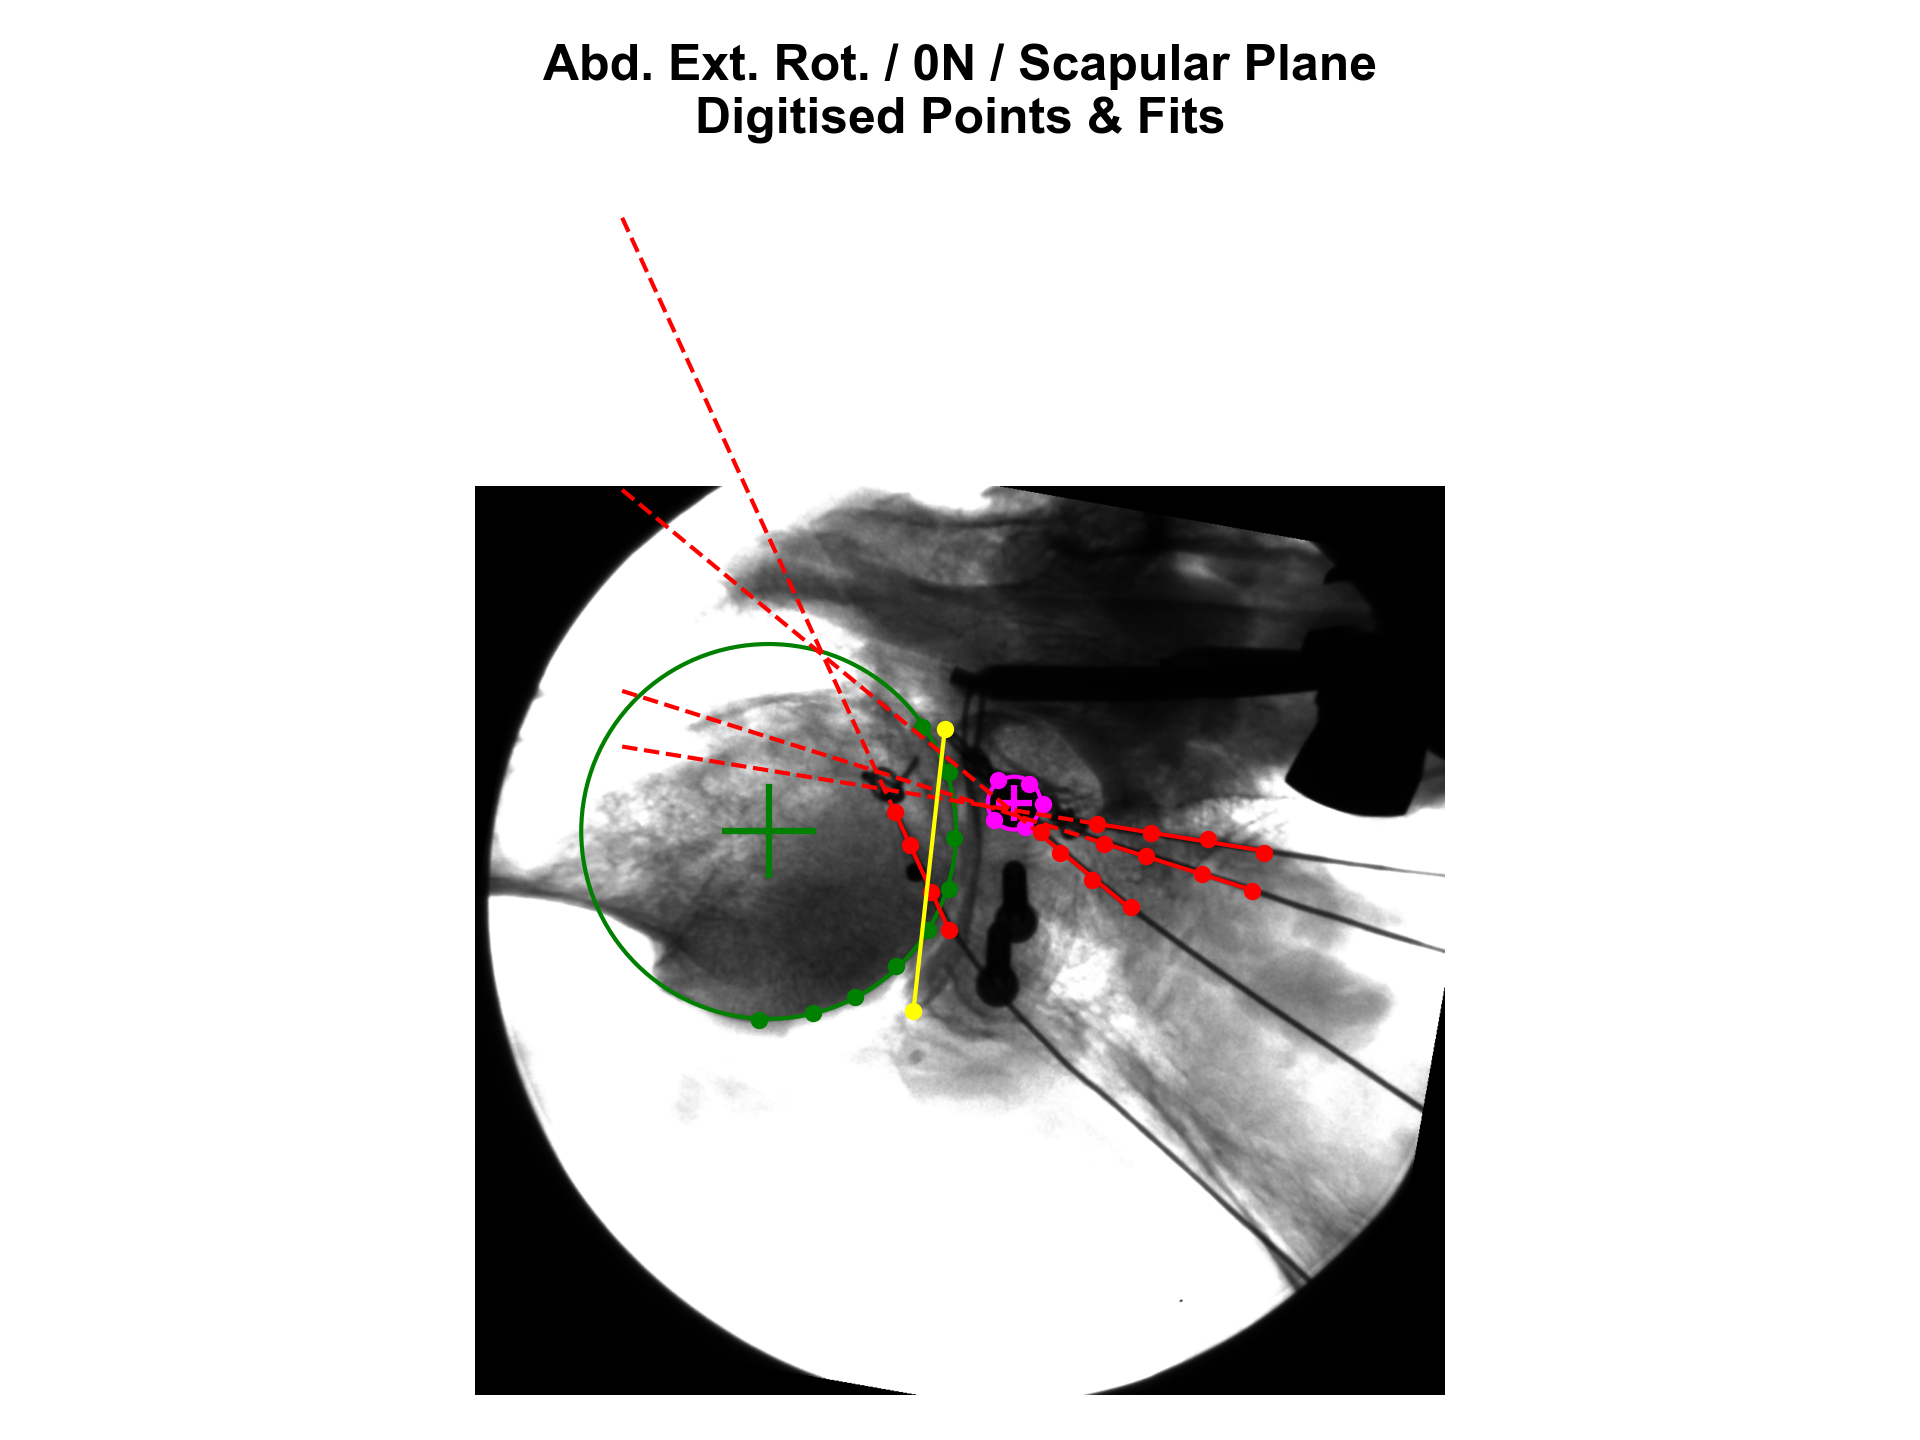 Abd. Ext. Rot. / 0N / Scapular Plane
Digitised Points & Fits